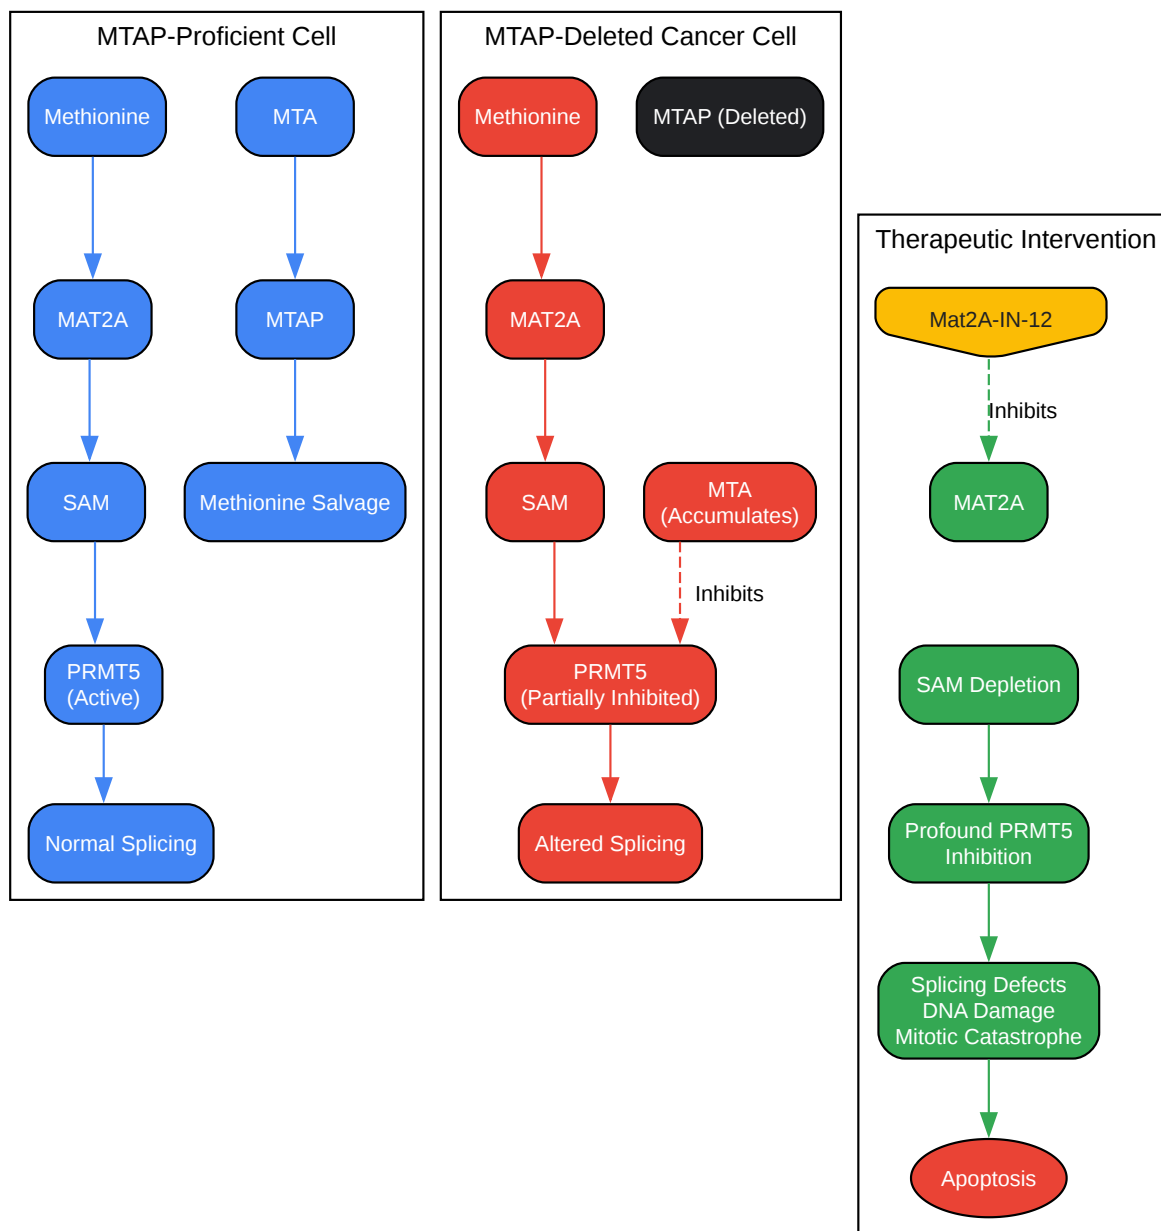 MTAP-Proficient Cell
Methionine
MTA
MAT2A
MTAP
SAM
Methionine Salvage
PRMT5
(Active)
Normal Splicing
MTAP-Deleted Cancer Cell
Methionine
MTAP (Deleted)
MAT2A
SAM
MTA
(Accumulates)
Inhibits
PRMT5
(Partially Inhibited)
Altered Splicing
Therapeutic Intervention
Mat2A-IN-12
Inhibits
MAT2A
SAM Depletion
Profound PRMT5
Inhibition
Splicing Defects
DNA Damage
Mitotic Catastrophe
Apoptosis